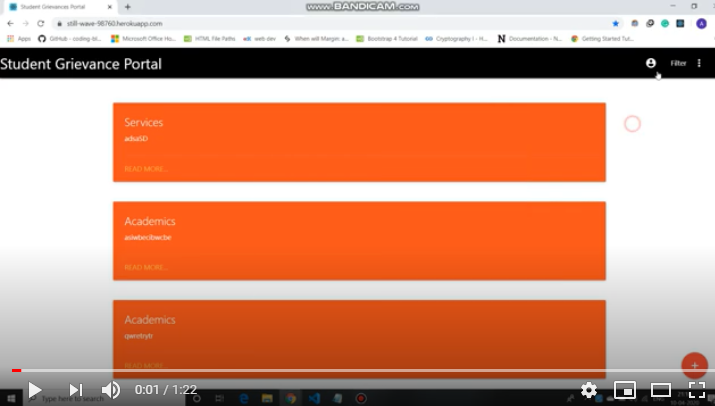 www.BANDICAM.com
Student Grievances Portal
still-wave-98760.herokuapp.com
Apps GitHub - coding-bl... Microsoft Office Ho... HTML File Paths web dev When will Margin: a... Bootstrap 4 Tutorial Cryptography I - H... Documentation - N... Getting Started Tut...
Student Grievance Portal
Filter
Services
adsaSD
READ MORE...
Academics
READ MORE...
Academics
qwretrytr
READ MORE...
0:01 / 1:22
Type here to search